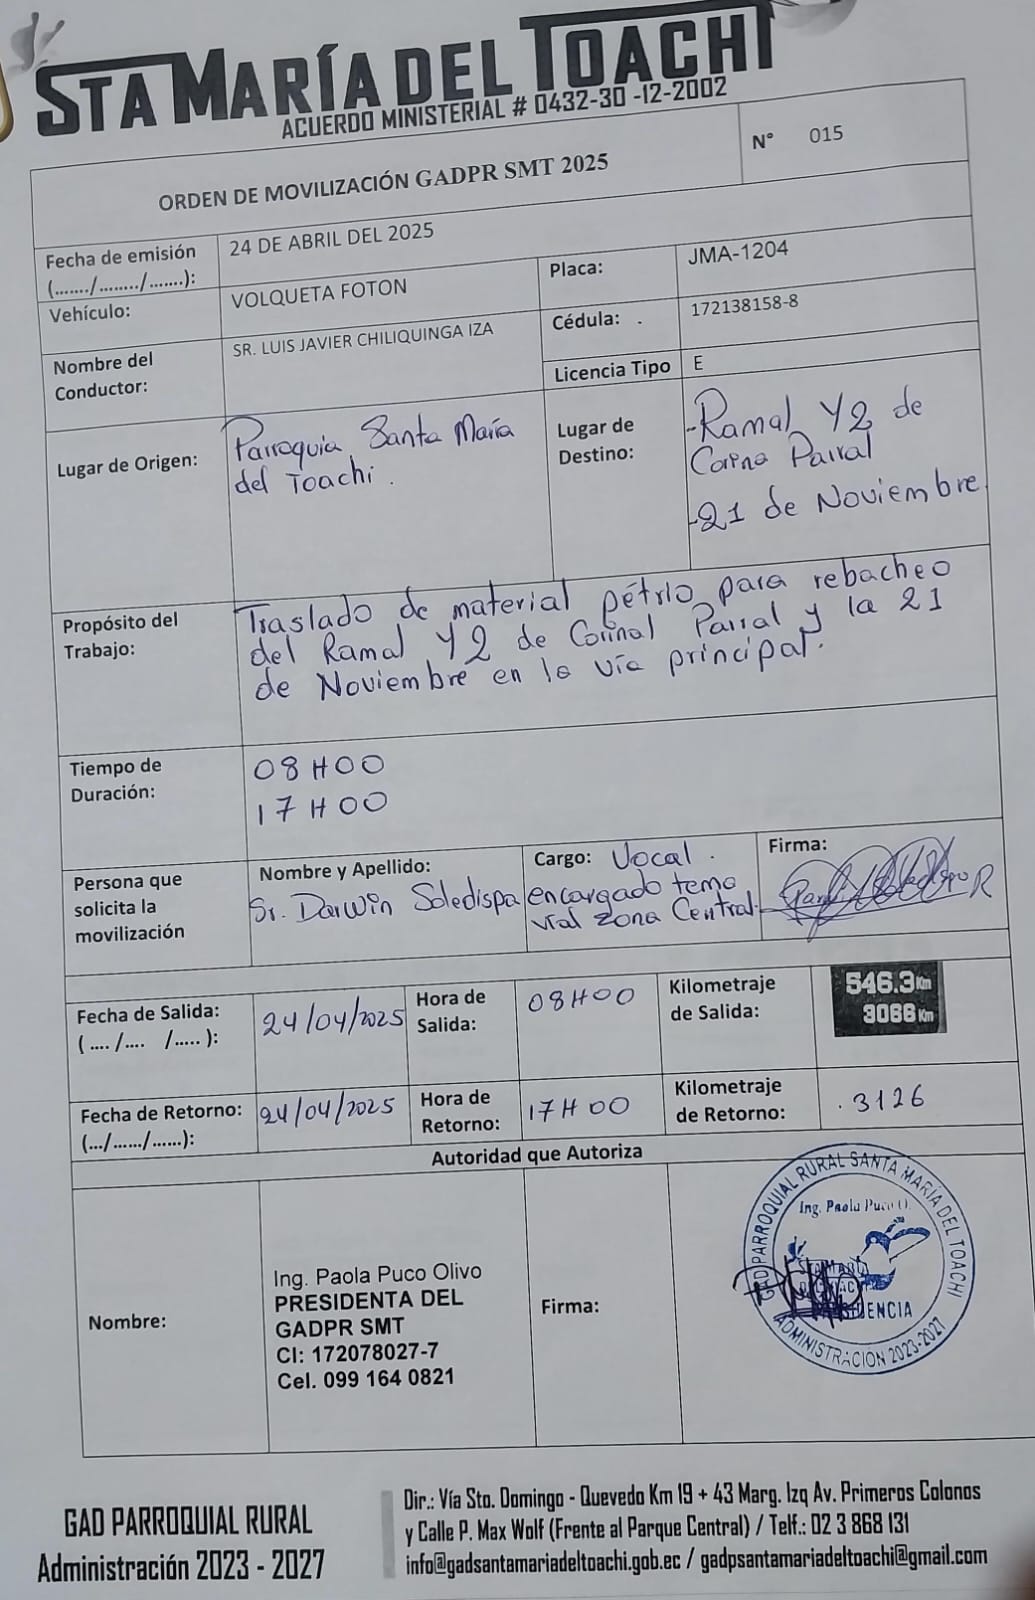 STA MARÍA DEL TOACHI
ACUERDO MINISTERIAL # 0432-30 -12-2002
ORDEN DE MOVILIZACIÓN GADPR SMT 2025
N° 015
Fecha de emisión
(......./......../.......):
24 DE ABRIL DEL 2025
Vehículo:
VOLQUETA FOTON
Placa:
JMA-1204
Nombre del
Conductor:
SR. LUIS JAVIER CHILIQUINGA IZA
Cédula: .
172138158-8
Licencia Tipo
E
Lugar de Origen:
Parroquia Santa María
del Toachi.
Lugar de
Destino:
-Ramal Y2 de
Corina Parral
-21 de Noviembre
Propósito del
Trabajo:
Traslado de material pétrio para rebacheo
del Ramal Y2 de Corinal Parral y la 21
de Noviembre en la vía principal.
Tiempo de
Duración:
08H00
17H00
Persona que
solicita la
movilización
Nombre y Apellido:
Sr. Darwin Soledispa
Cargo: Vocal.
encargado tema
vial zona Central.
Firma:
Fecha de Salida:
( .... /.... /..... ):
24/04/2025
Hora de
Salida:
08H00
Kilometraje
de Salida:
546.3Km
3066 Km
Fecha de Retorno:
(.../....../......):
24/04/2025
Hora de
Retorno:
17H00
Kilometraje
de Retorno:
.3126
Autoridad que Autoriza
Nombre:
Ing. Paola Puco Olivo
PRESIDENTA DEL
GADPR SMT
CI: 172078027-7
Cel. 099 164 0821
Firma:
GAD PARROQUIAL RURAL SANTA MARÍA DEL TOACHI
Ing. Paola Puco O.
ADMINISTRACIÓN 2023-2027
GAD PARROQUIAL RURAL
Administración 2023 - 2027
Dir.: Vía Sto. Domingo - Quevedo Km 19 + 43 Marg. Izq Av. Primeros Colonos
y Calle P. Max Wolf (Frente al Parque Central) / Telf.: 02 3 868 131
info@gadsantamariadeltoachi.gob.ec / gadpsantamariadeltoachi@gmail.com